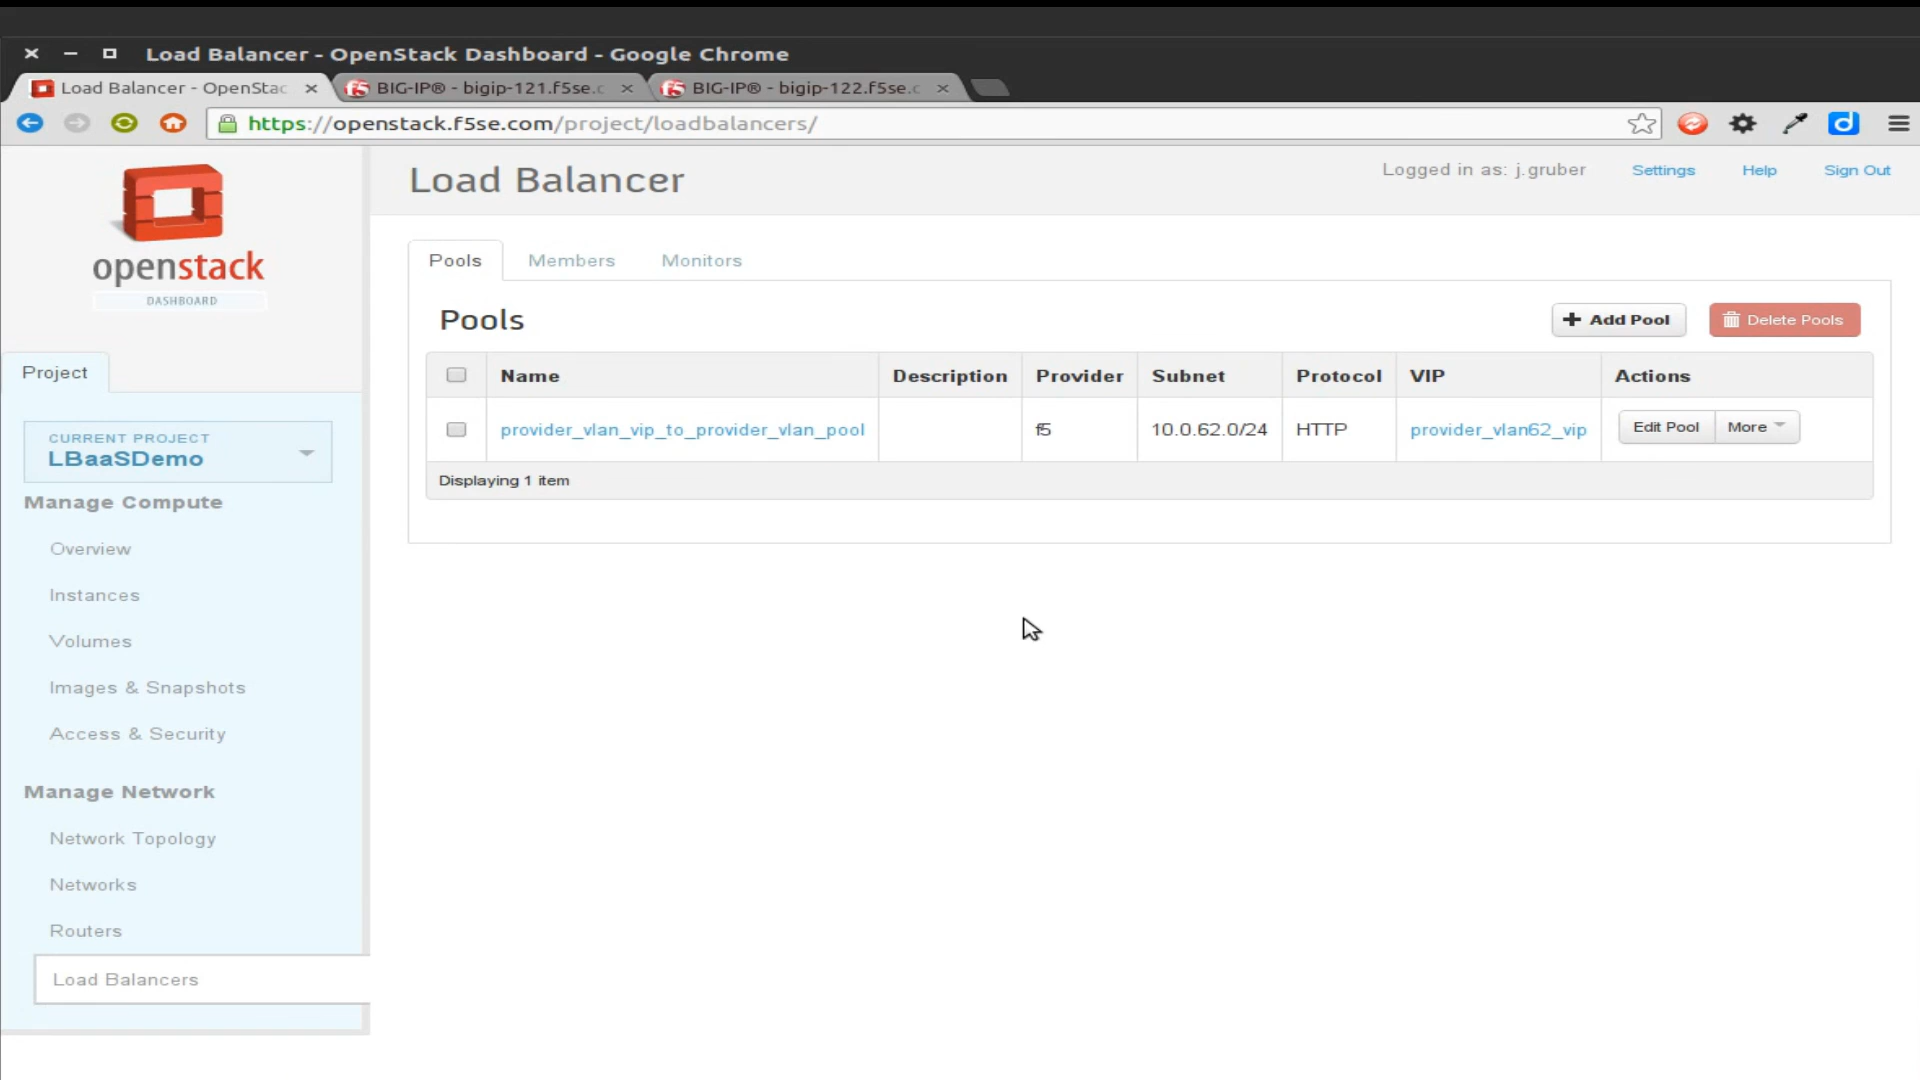 Load Balancer - OpenStack Dashboard - Google Chrome
Load Balancer - OpenStac
BIG-IP® - bigip-121.f5se.c
BIG-IP® - bigip-122.f5se.c
https://openstack.f5se.com/project/loadbalancers/
openstack
DASHBOARD
Load Balancer
Logged in as: j.gruber
Settings
Help
Sign Out
Project
CURRENT PROJECT
LBaaSDemo
Manage Compute
Overview
Instances
Volumes
Images & Snapshots
Access & Security
Manage Network
Network Topology
Networks
Routers
Load Balancers
Pools Members Monitors
Pools
Add Pool
Delete Pools
Name Description Provider Subnet Protocol VIP Actions
provider_vlan_vip_to_provider_vlan_pool f5 10.0.62.0/24 HTTP provider_vlan62_vip Edit Pool More
Displaying 1 item